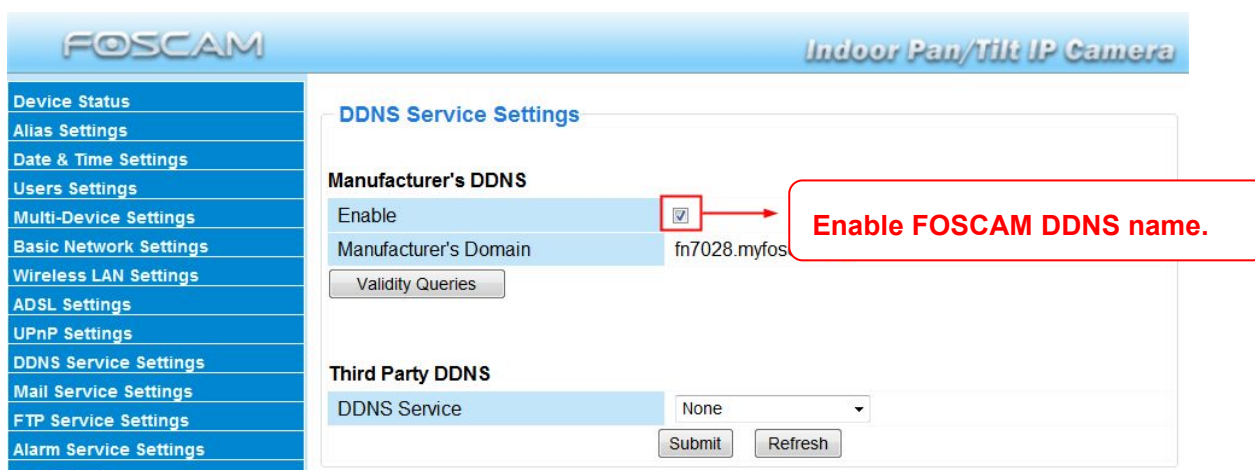 FOSCAM
Indoor Pan/Tilt IP Camera
Device Status
Alias Settings
Date & Time Settings
Users Settings
Multi-Device Settings
Basic Network Settings
Wireless LAN Settings
ADSL Settings
UPnP Settings
DDNS Service Settings
Mail Service Settings
FTP Service Settings
Alarm Service Settings
DDNS Service Settings
Manufacturer's DDNS
Enable
Enable FOSCAM DDNS name.
Manufacturer's Domain fn7028.myfos
Validity Queries
Third Party DDNS
DDNS Service None
Submit Refresh